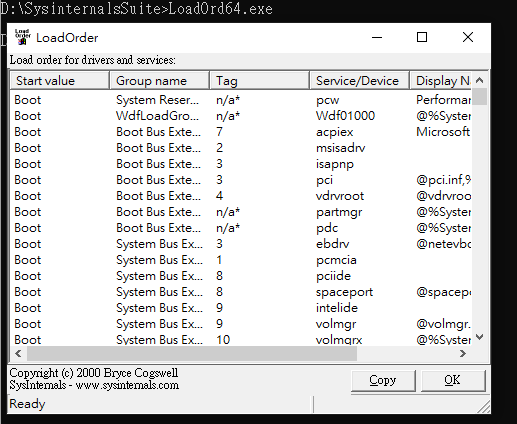 D:\SysinternalsSuite>LoadOrd64.exe
LoadOrder
Load order for drivers and services:
Start value Group name Tag Service/Device Display Na
Boot System Reser... n/a* pcw Performar
Boot WdfLoadGro... n/a* Wdf01000 @%System
Boot Boot Bus Exte... 7 acpiex Microsoft
Boot Boot Bus Exte... 2 msisadrv
Boot Boot Bus Exte... 3 isapnp
Boot Boot Bus Exte... 3 pci @pci.inf,%
Boot Boot Bus Exte... 4 vdrvroot @vdrvroo
Boot Boot Bus Exte... n/a* partmgr @%System
Boot Boot Bus Exte... n/a* pdc @%System
Boot System Bus Ex... 3 ebdrv @netevbd
Boot System Bus Ex... 1 pcmcia
Boot System Bus Ex... 8 pciide
Boot System Bus Ex... 8 spaceport @spacepo
Boot System Bus Ex... 9 intelide
Boot System Bus Ex... 9 volmgr @volmgr.
Boot System Bus Ex... 10 volmgrx @%System
Copyright (c) 2000 Bryce Cogswell
SysInternals - www.sysinternals.com
Copy OK
Ready